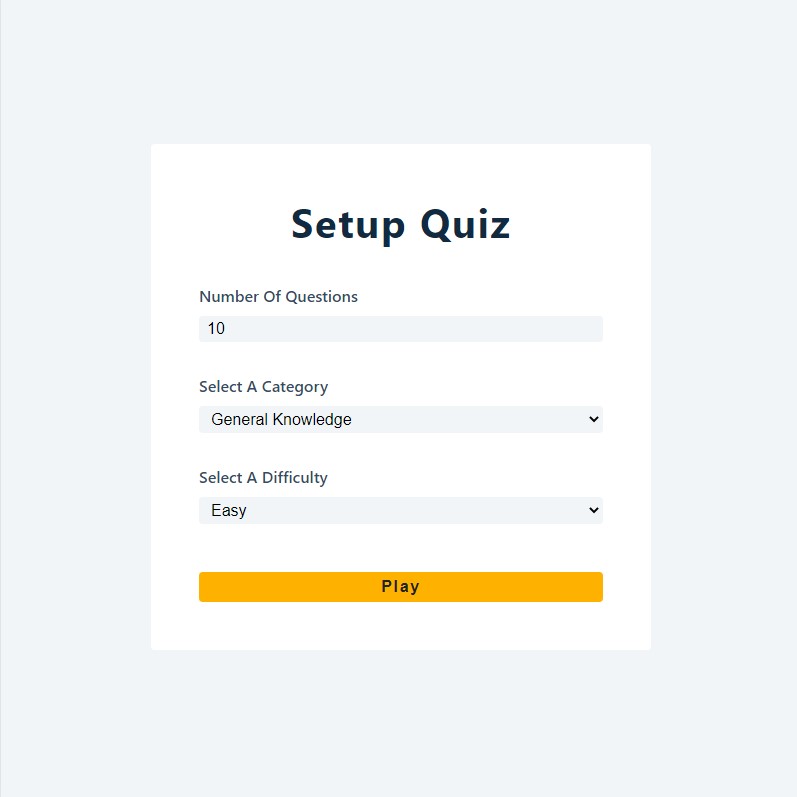 Setup Quiz
Number Of Questions
10
Select A Category
General Knowledge
Select A Difficulty
Easy
Play